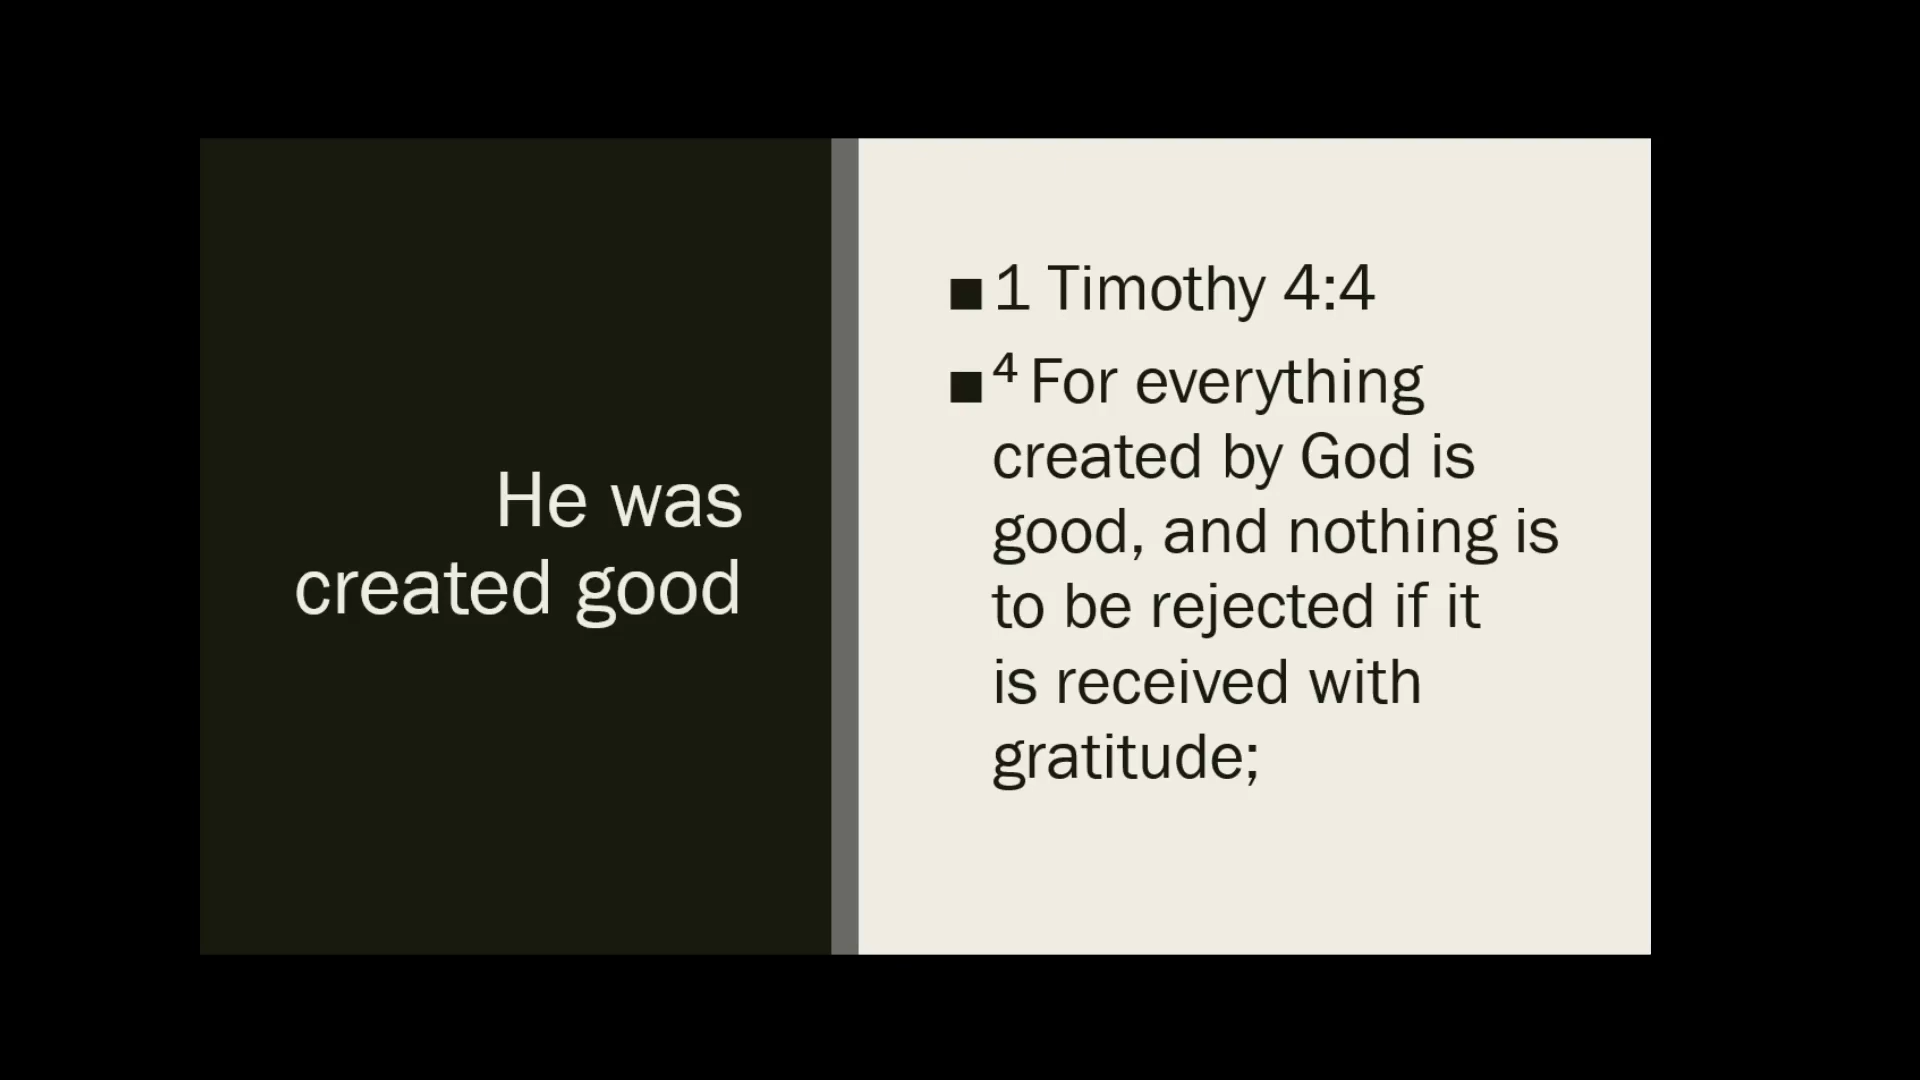 He was
created good
■ 1 Timothy 4:4
■ ⁴ For everything
created by God is
good, and nothing is
to be rejected if it
is received with
gratitude;